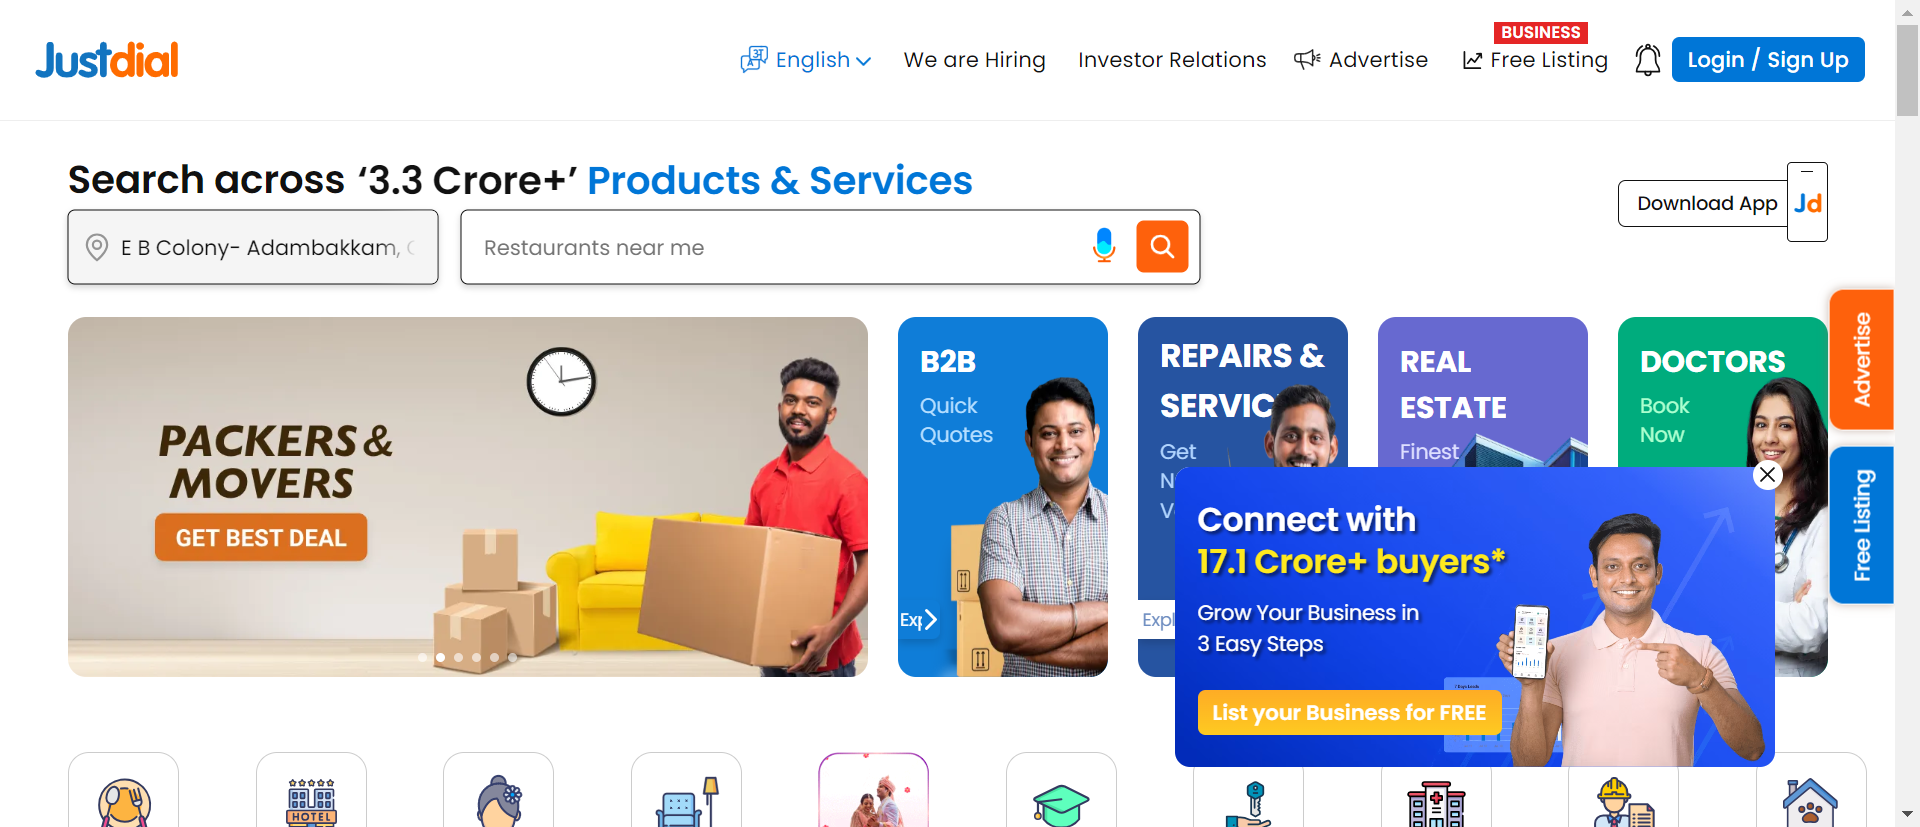 Justdial
English
We are Hiring
Investor Relations
Advertise
BUSINESS
Free Listing
Login / Sign Up
Search across ‘3.3 Crore+’ Products & Services
E B Colony- Adambakkam,
Restaurants near me
Download App
Jd
PACKERS &
MOVERS
GET BEST DEAL
B2B
Quick
Quotes
Exp
REPAIRS &
SERVIC
Get
N
V
Expl
REAL
ESTATE
Finest
DOCTORS
Book
Now
Advertise
Free Listing
Connect with
17.1 Crore+ buyers*
Grow Your Business in
3 Easy Steps
List your Business for FREE
HOTEL